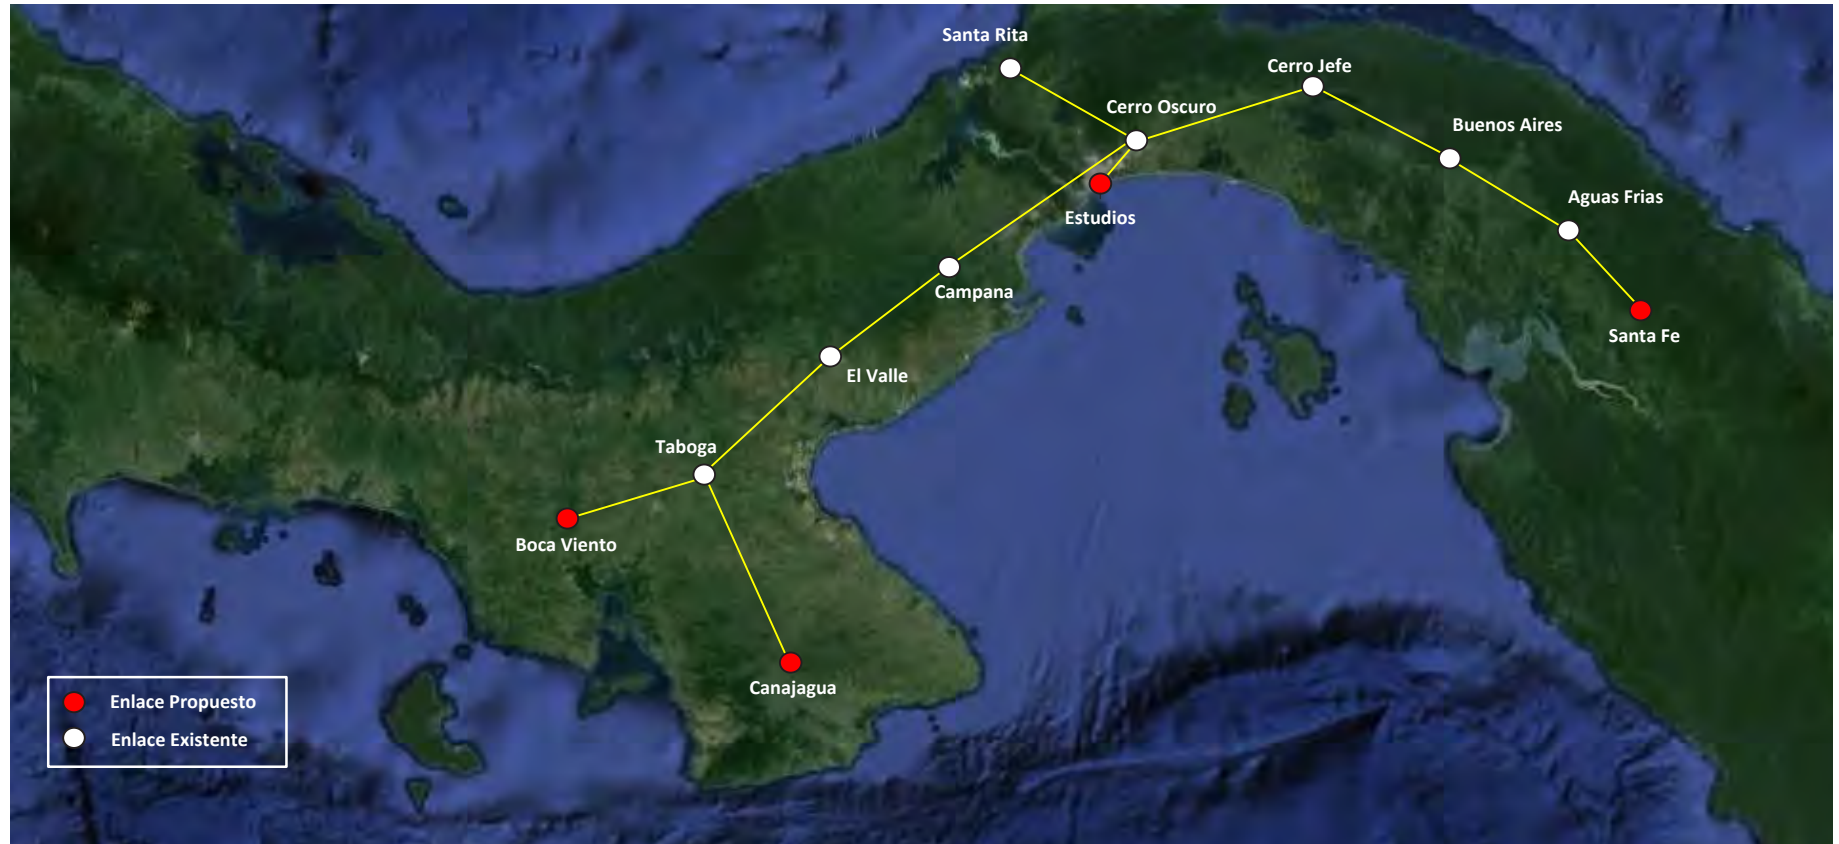 Santa Rita
Cerro Jefe
Cerro Oscuro
Buenos Aires
Aguas Frias
Estudios
Campana
Santa Fe
El Valle
Taboga
Boca Viento
Canajagua
Enlace Propuesto
Enlace Existente